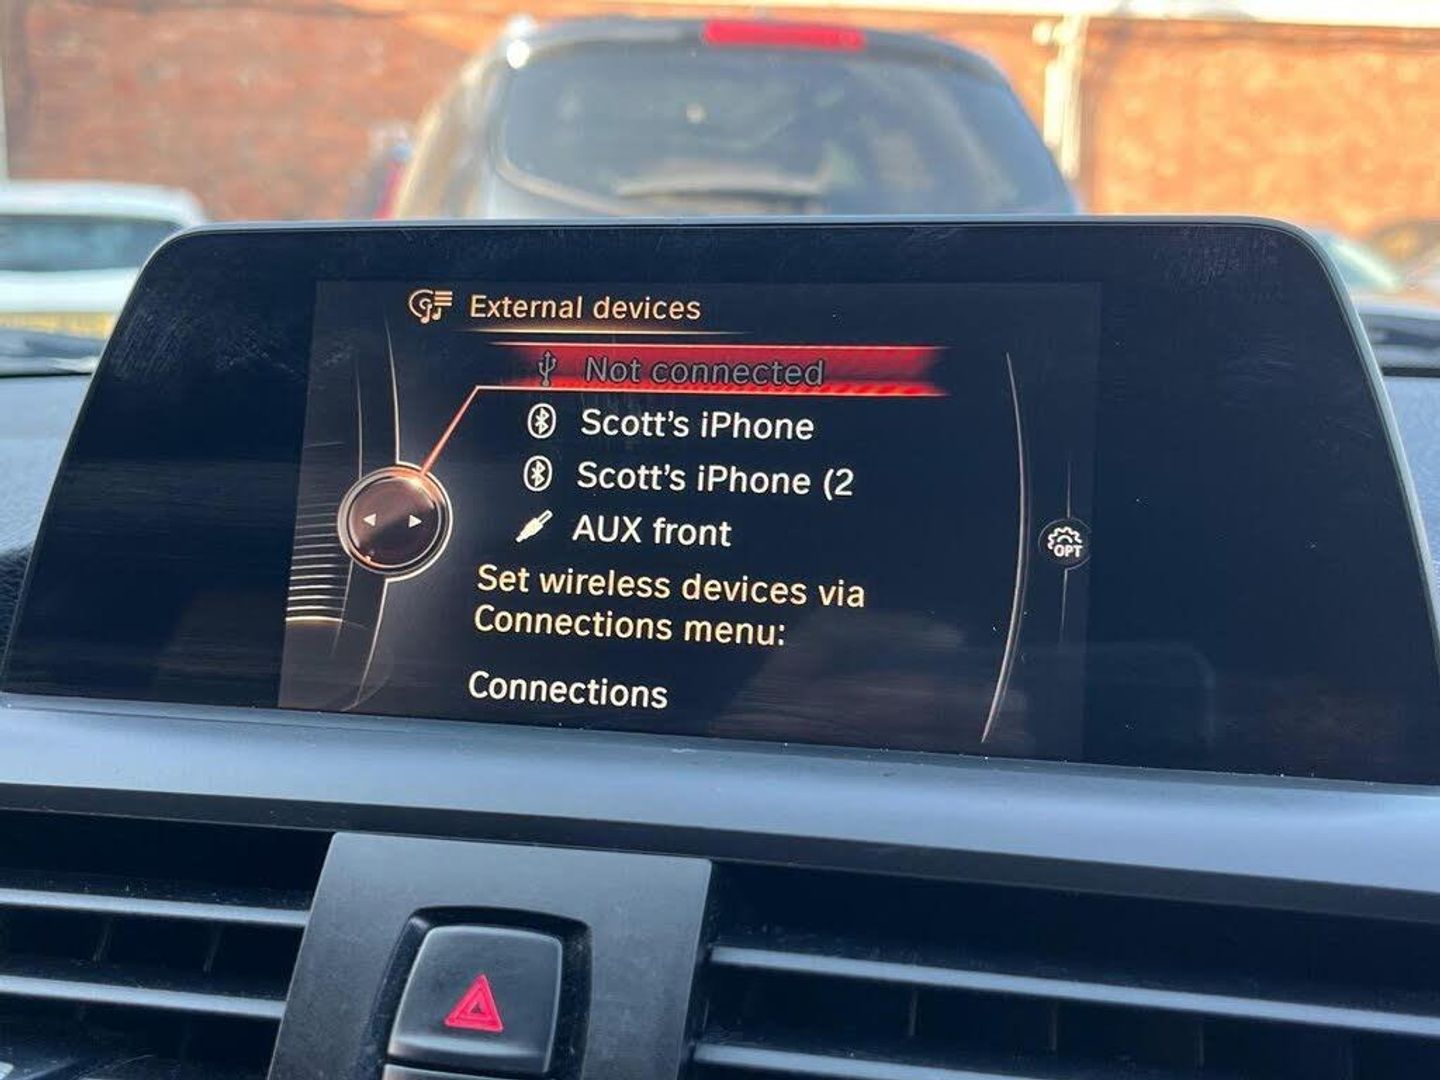 External devices
Not connected
Scott's iPhone
Scott's iPhone (2
AUX front
OPT
Set wireless devices via
Connections menu:
Connections